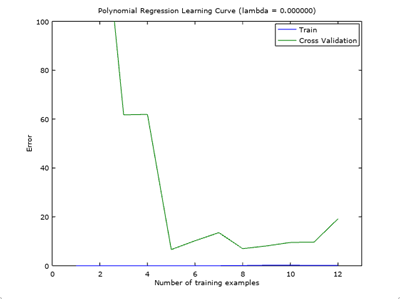 Polynomial Regression Learning Curve (lambda = 0.000000)
Train
Cross Validation
100
80
60
40
20
0
Error
0 2 4 6 8 10 12
Number of training examples